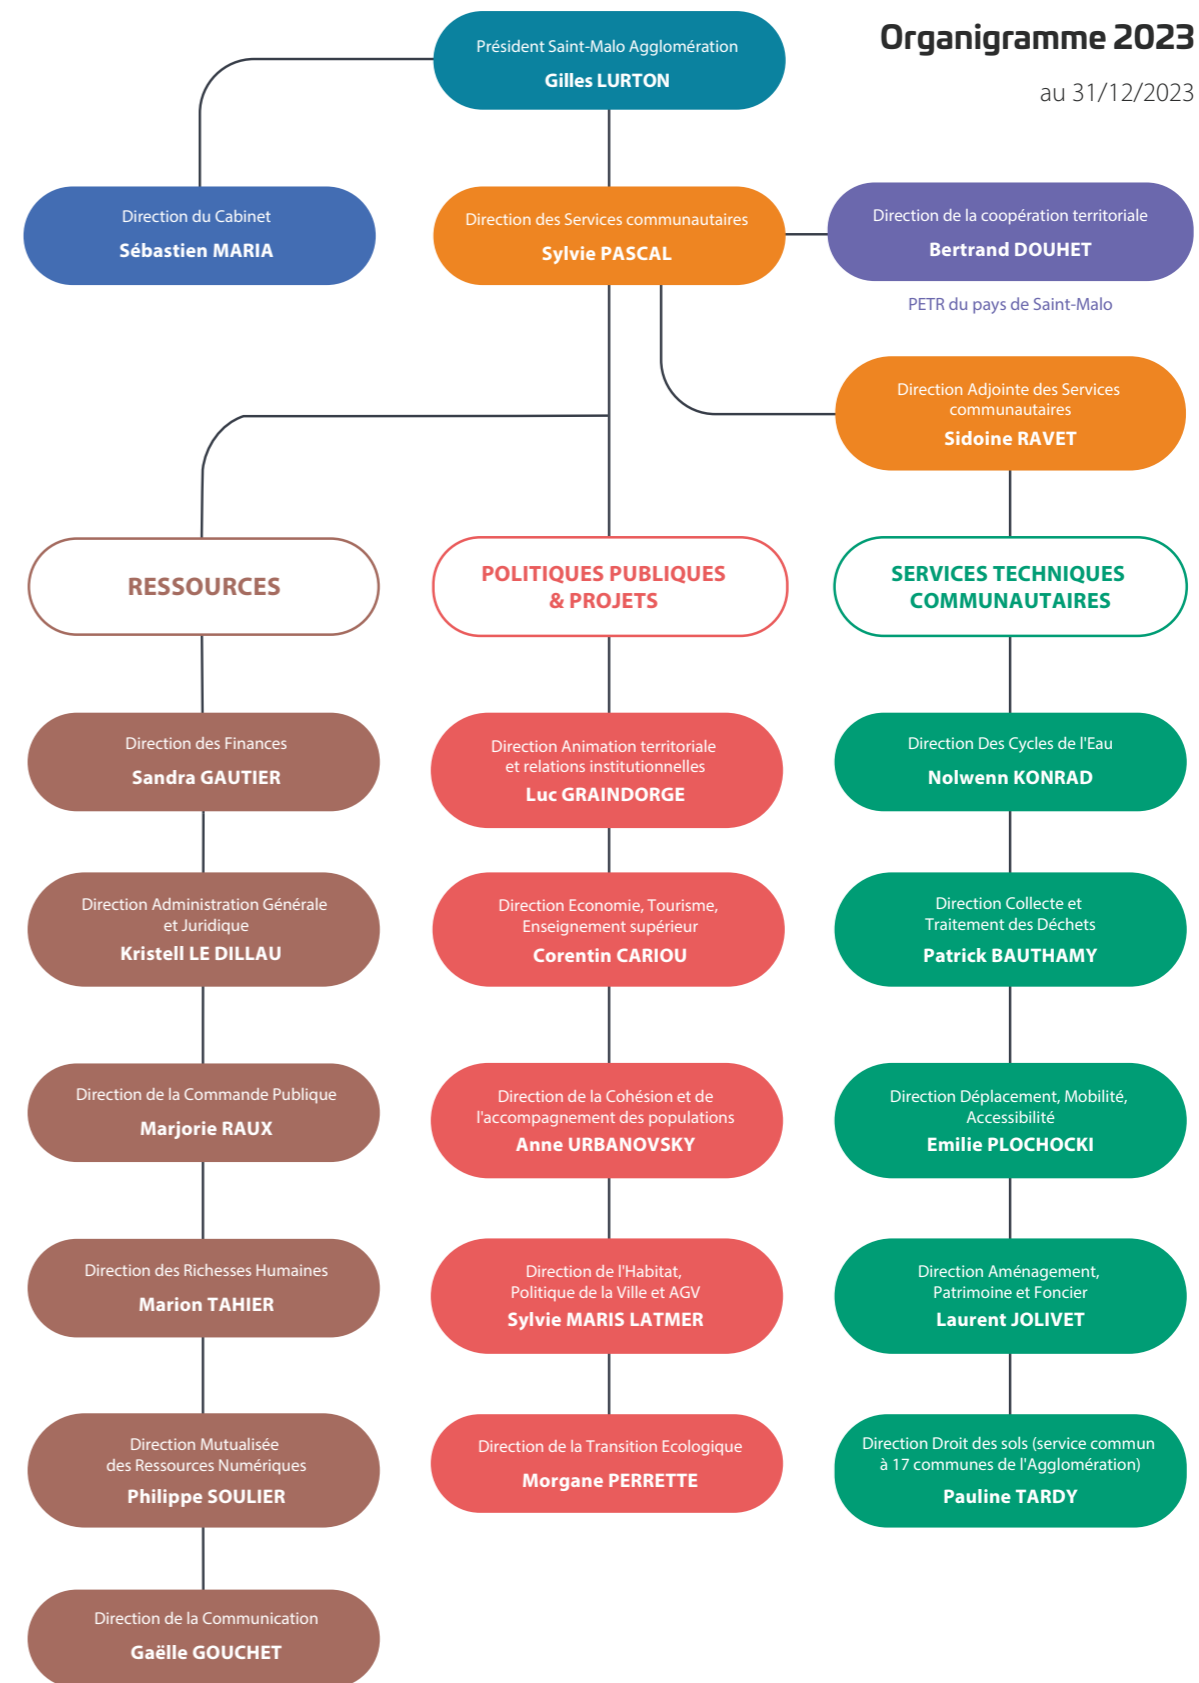 Organigramme 2023
au 31/12/2023
Président Saint-Malo Agglomération
Gilles LURTON
Direction du Cabinet
Sébastien MARIA
Direction des Services communautaires
Sylvie PASCAL
Direction de la coopération territoriale
Bertrand DOUHET
PETR du pays de Saint-Malo
Direction Adjointe des Services
communautaires
Sidoine RAVET
RESSOURCES
Direction des Finances
Sandra GAUTIER
Direction Administration Générale
et Juridique
Kristell LE DILLAU
Direction de la Commande Publique
Marjorie RAUX
Direction des Richesses Humaines
Marion TAHIER
Direction Mutualisée
des Ressources Numériques
Philippe SOULIER
Direction de la Communication
Gaëlle GOUCHET
POLITIQUES PUBLIQUES
& PROJETS
Direction Animation territoriale
et relations institutionnelles
Luc GRAINDORGE
Direction Economie, Tourisme,
Enseignement supérieur
Corentin CARIOU
Direction de la Cohésion et de
l'accompagnement des populations
Anne URBANOVSKY
Direction de l'Habitat,
Politique de la Ville et AGV
Sylvie MARIS LATMER
Direction de la Transition Ecologique
Morgane PERRETTE
SERVICES TECHNIQUES
COMMUNAUTAIRES
Direction Des Cycles de l'Eau
Nolwenn KONRAD
Direction Collecte et
Traitement des Déchets
Patrick BAUTHAMY
Direction Déplacement, Mobilité,
Accessibilité
Emilie PLOCHOCKI
Direction Aménagement,
Patrimoine et Foncier
Laurent JOLIVET
Direction Droit des sols (service commun
à 17 communes de l'Agglomération)
Pauline TARDY